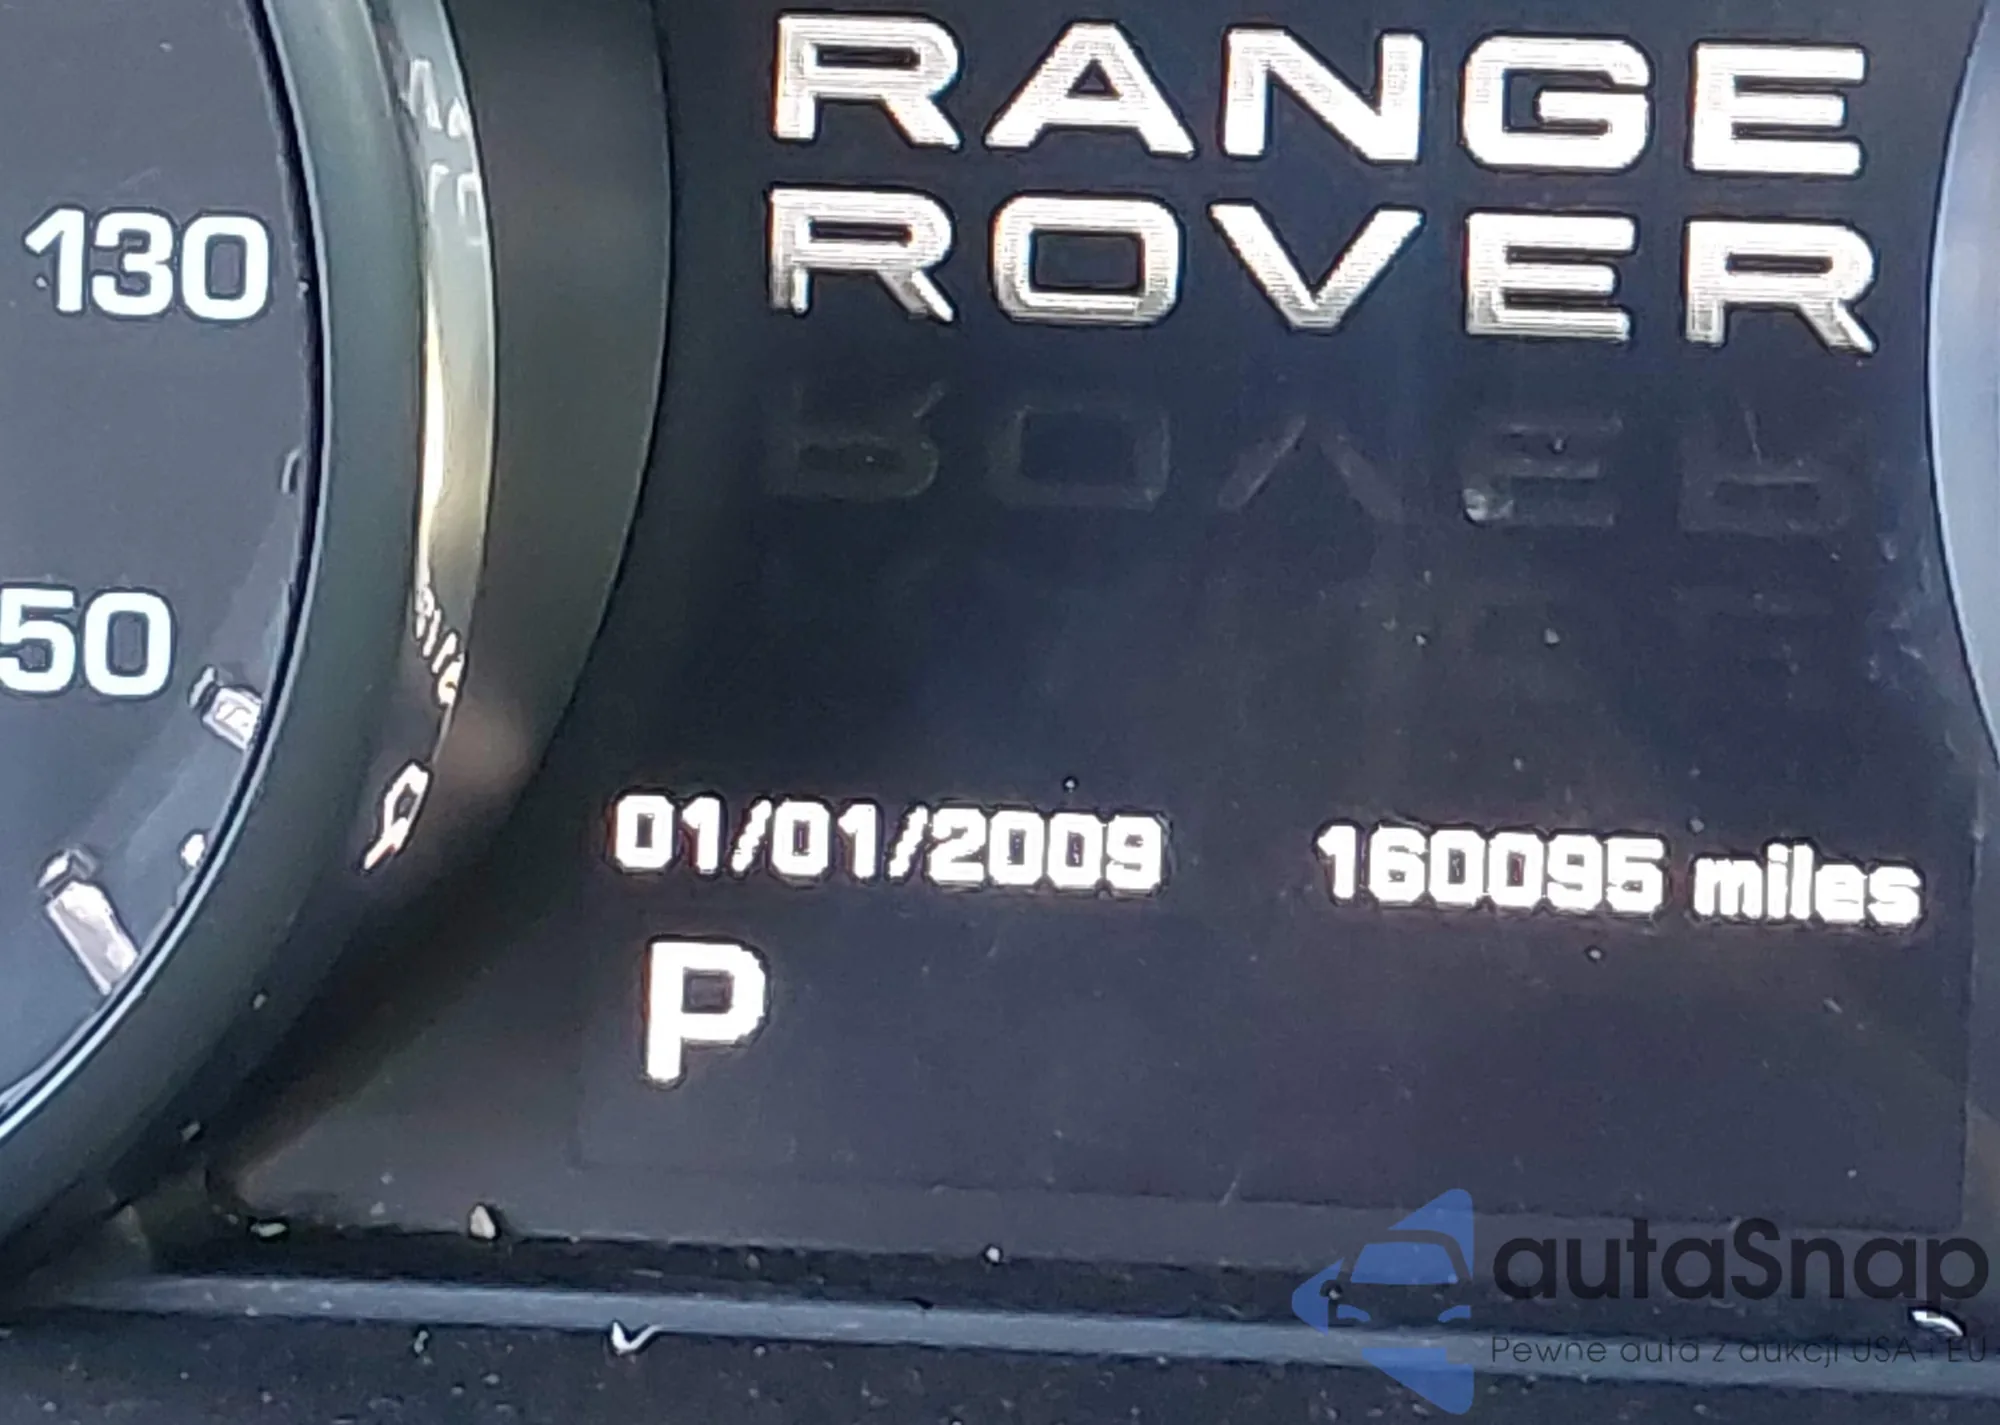 RANGE
ROVER
130
50
01/01/2009 160095 miles
P
autaSnap
Pewne auta z aukcji USA i EU